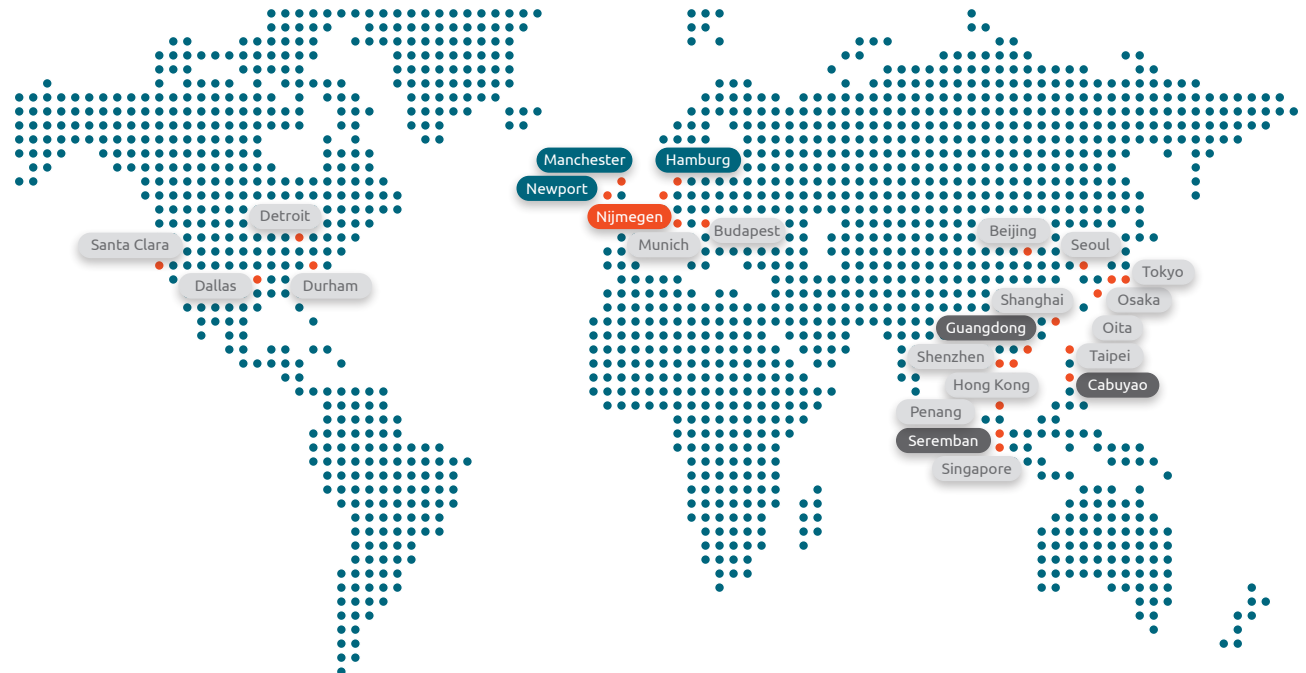 Manchester
Hamburg
Newport
Nijmegen
Detroit
Budapest
Beijing
Santa Clara
Munich
Seoul
Tokyo
Dallas
Durham
Shanghai
Osaka
Guangdong
Oita
Shenzhen
Taipei
Hong Kong
Cabuyao
Penang
Seremban
Singapore